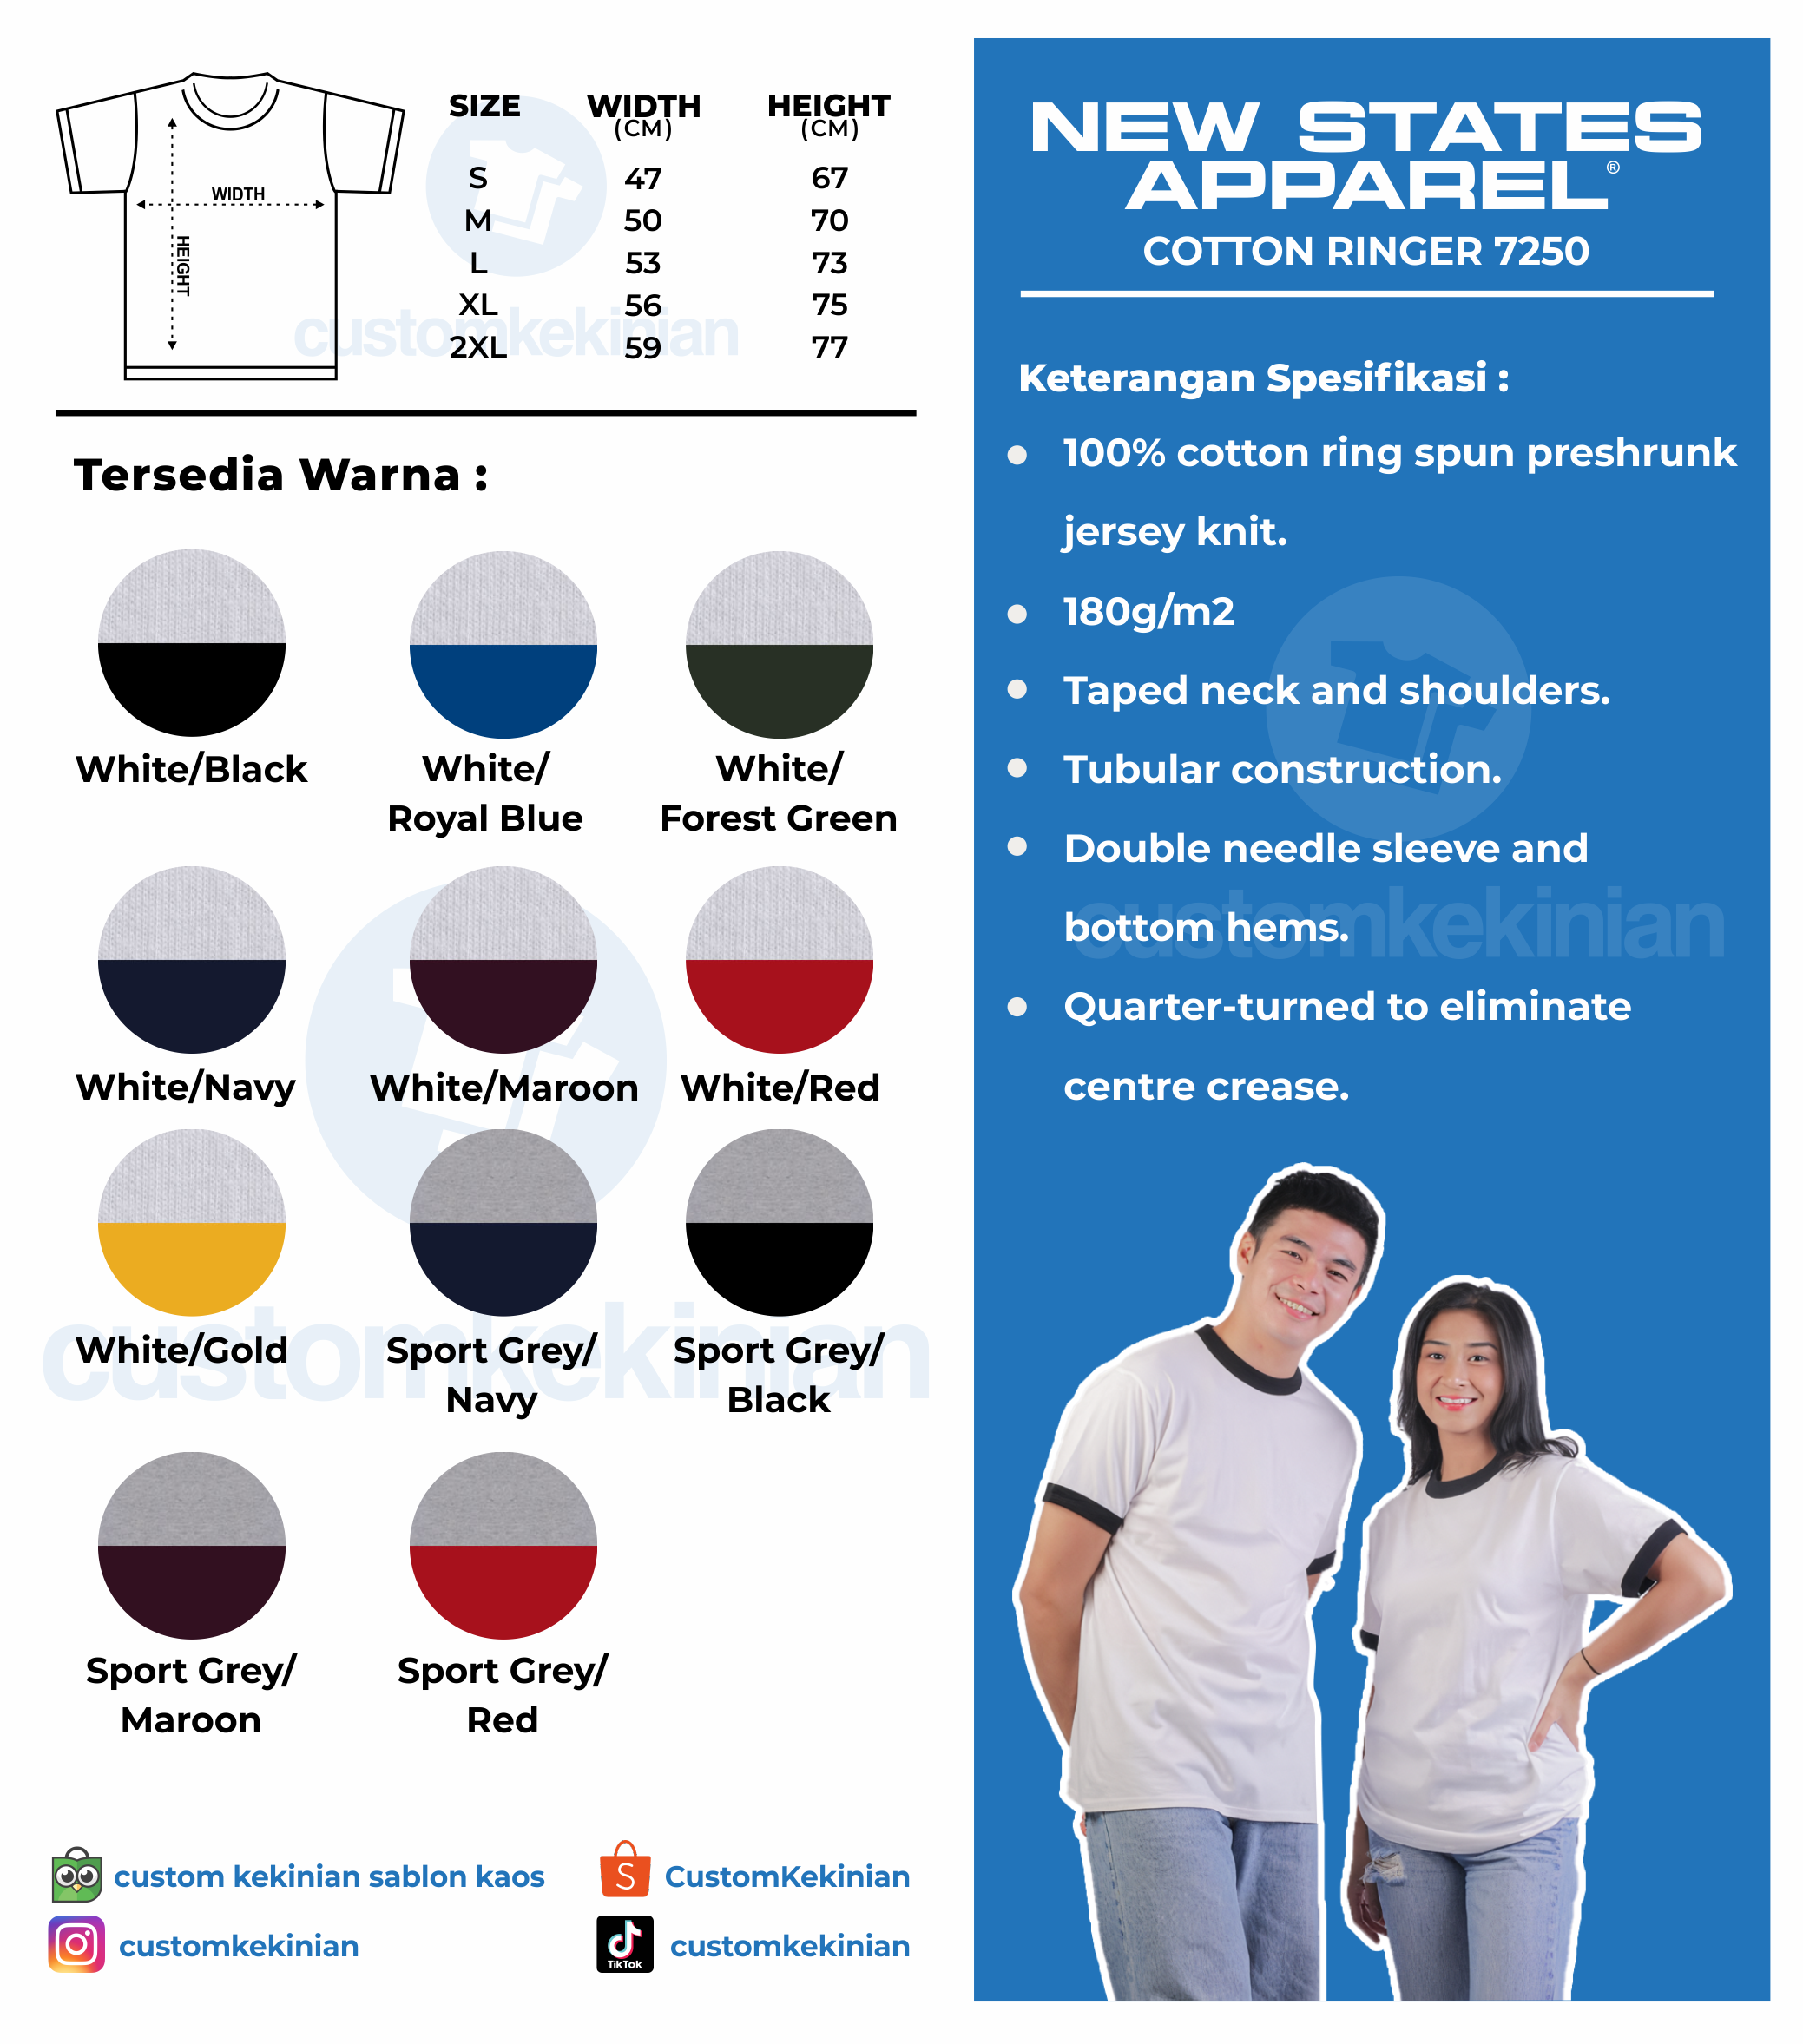 WIDTH
HEIGHT
SIZE WIDTH HEIGHT
(CM) (CM)
S 47 67
M 50 70
L 53 73
XL 56 75
2XL 59 77
customkekinian
Tersedia Warna :
White/Black
White/
Royal Blue
White/
Forest Green
White/Navy
White/Maroon
White/Red
White/Gold
Sport Grey/
Navy
Sport Grey/
Black
customkekinian
Sport Grey/
Maroon
Sport Grey/
Red
custom kekinian sablon kaos
S CustomKekinian
customkekinian
TikTok
customkekinian
NEW STATES
APPAREL®
COTTON RINGER 7250
Keterangan Spesifikasi :
● 100% cotton ring spun preshrunk
jersey knit.
● 180g/m2
● Taped neck and shoulders.
● Tubular construction.
● Double needle sleeve and
bottom hems.
customkekinian
● Quarter-turned to eliminate
centre crease.